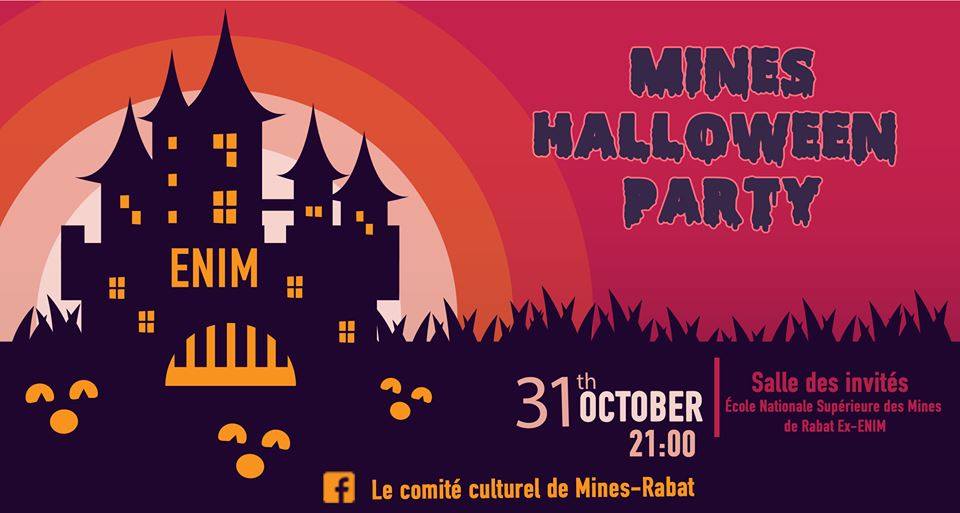 MINES
HALLOWEEN
PARTY
ENIM
31th
OCTOBER
21:00
Salle des invités
École Nationale Supérieure des Mines
de Rabat Ex-ENIM
f Le comité culturel de Mines-Rabat